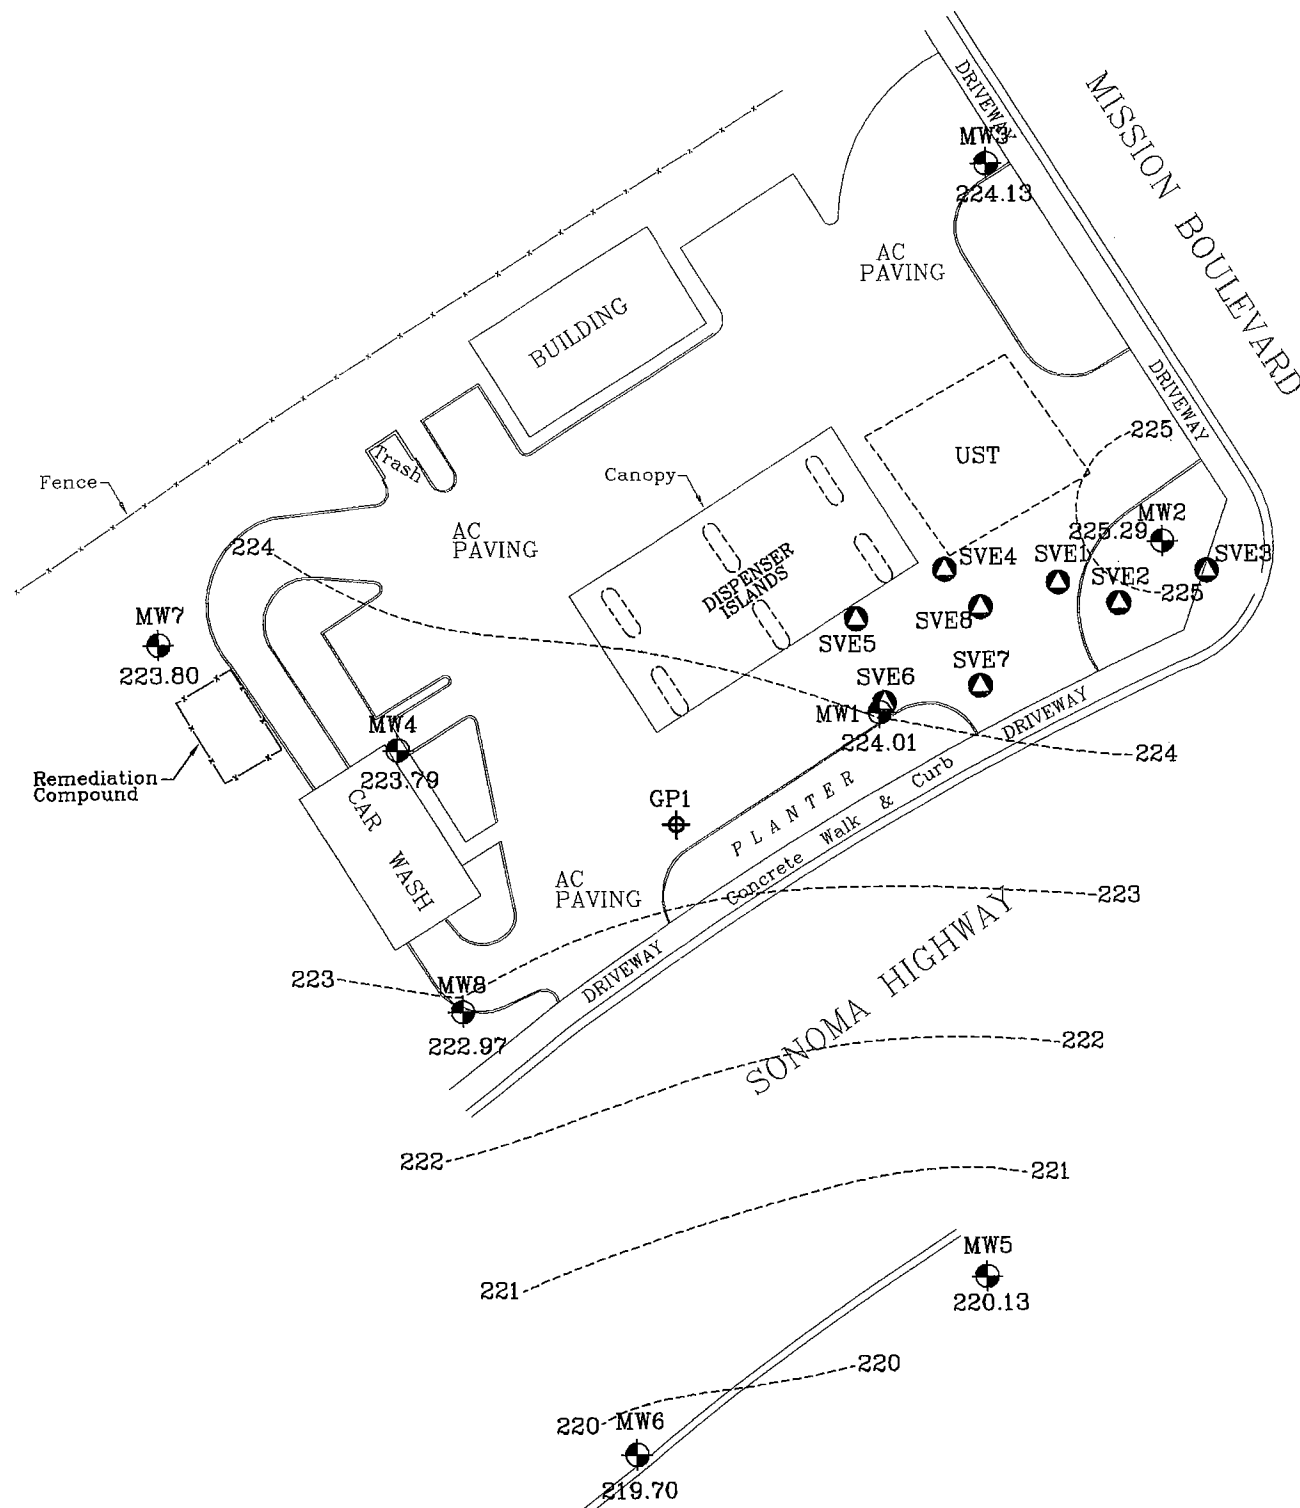 DRIVEWAY
MISSION BOULEVARD
MW3
224.13
AC
PAVING
BUILDING
DRIVEWAY
225
Trash
UST
Canopy
Fence
MW2
225.29
AC
PAVING
224
DISPENSER
ISLANDS
SVE4
SVE1
SVE3
SVE2
225
SVE8
MW7
SVE5
223.80
SVE7
SVE6
MW1
DRIVEWAY
MW4
224.01
224
223.79
Remediation
Compound
GP1
CAR WASH
PLANTER
Concrete Walk & Curb
AC
PAVING
223
SONOMA HIGHWAY
DRIVEWAY
223
MW8
222.97
222
222
221
MW5
221
220.13
220
220
MW6
219.70